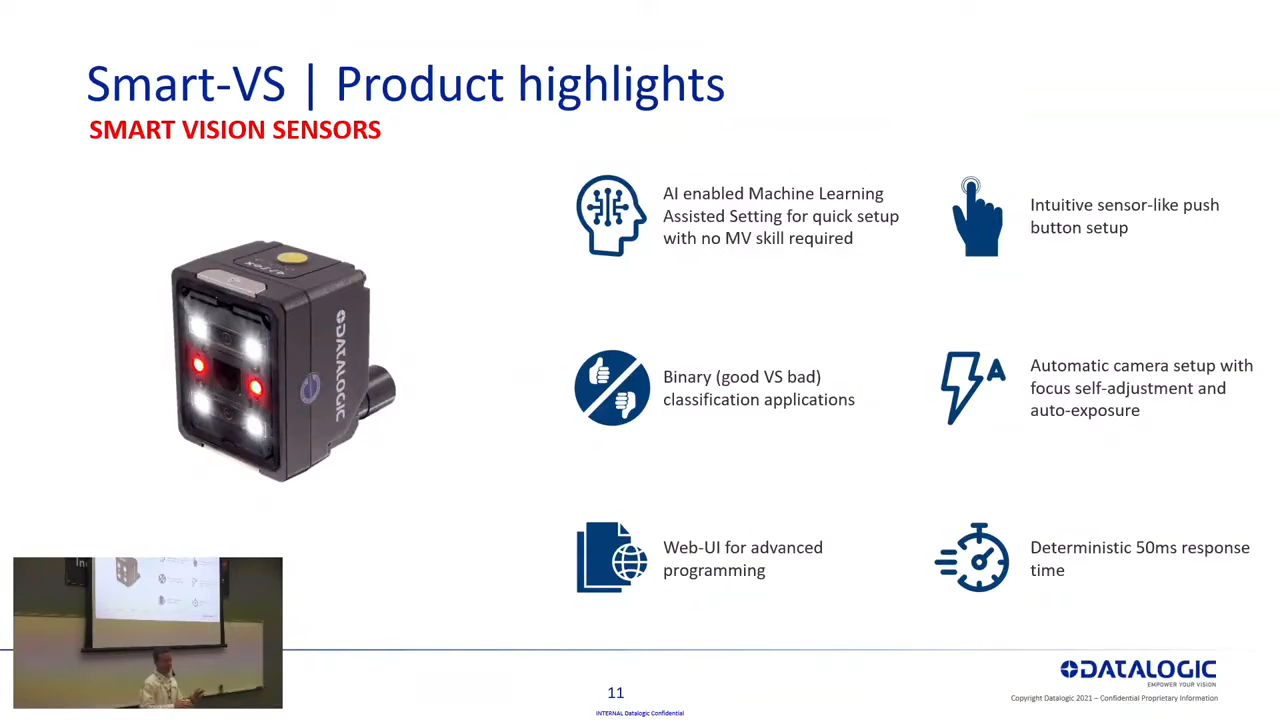 Smart-VS | Product highlights
SMART VISION SENSORS
AI enabled Machine Learning
Assisted Setting for quick setup
with no MV skill required
Intuitive sensor-like push
button setup
DATALOGIC
Binary (good VS bad)
classification applications
A
Automatic camera setup with
focus self-adjustment and
auto-exposure
Web-UI for advanced
programming
Deterministic 50ms response
time
DATALOGIC
EMPOWER YOUR VISION
11
Copyright Datalogic 2021 – Confidential Proprietary Information
INTERNAL Datalogic Confidential